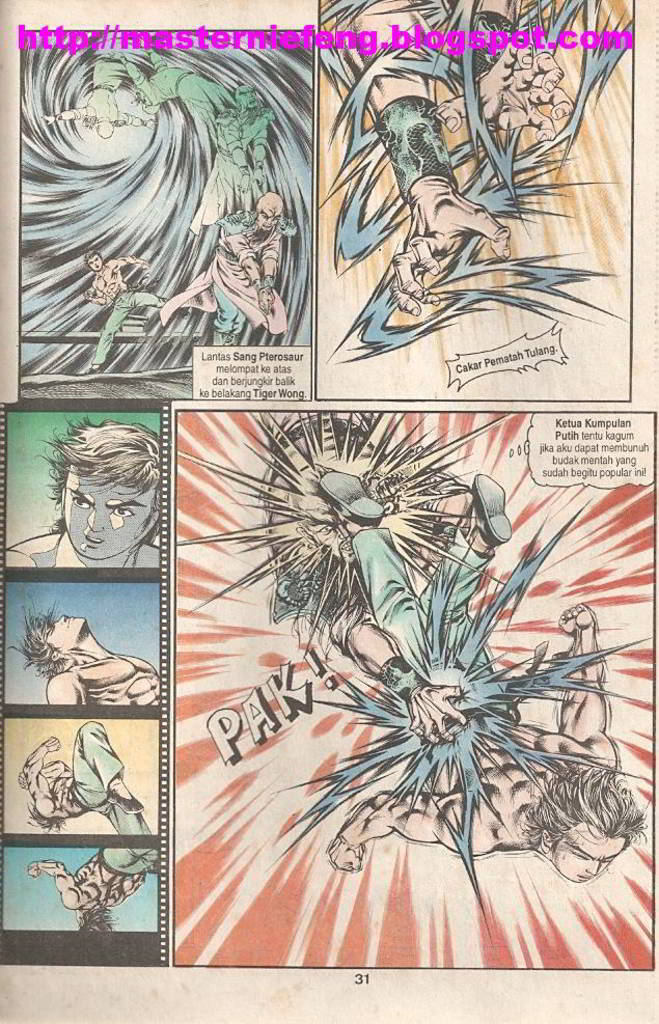 http://masterniefeng.blogspot.com
Lantas Sang Pterosaur
melompat ke atas
dan berjungkir balik
ke belakang Tiger Wong.
Cakar Pematah Tulang.
Ketua Kumpulan
Putih tentu kagum
jika aku dapat membunuh
budak mentah yang
sudah begitu popular ini!
PAK!
31